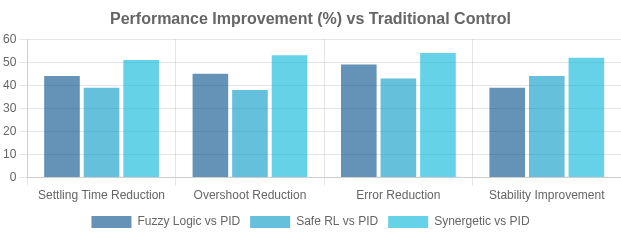 Performance Improvement (%) vs Traditional Control
60
50
40
30
20
10
0
Settling Time Reduction Overshoot Reduction Error Reduction Stability Improvement
Fuzzy Logic vs PID Safe RL vs PID Synergetic vs PID